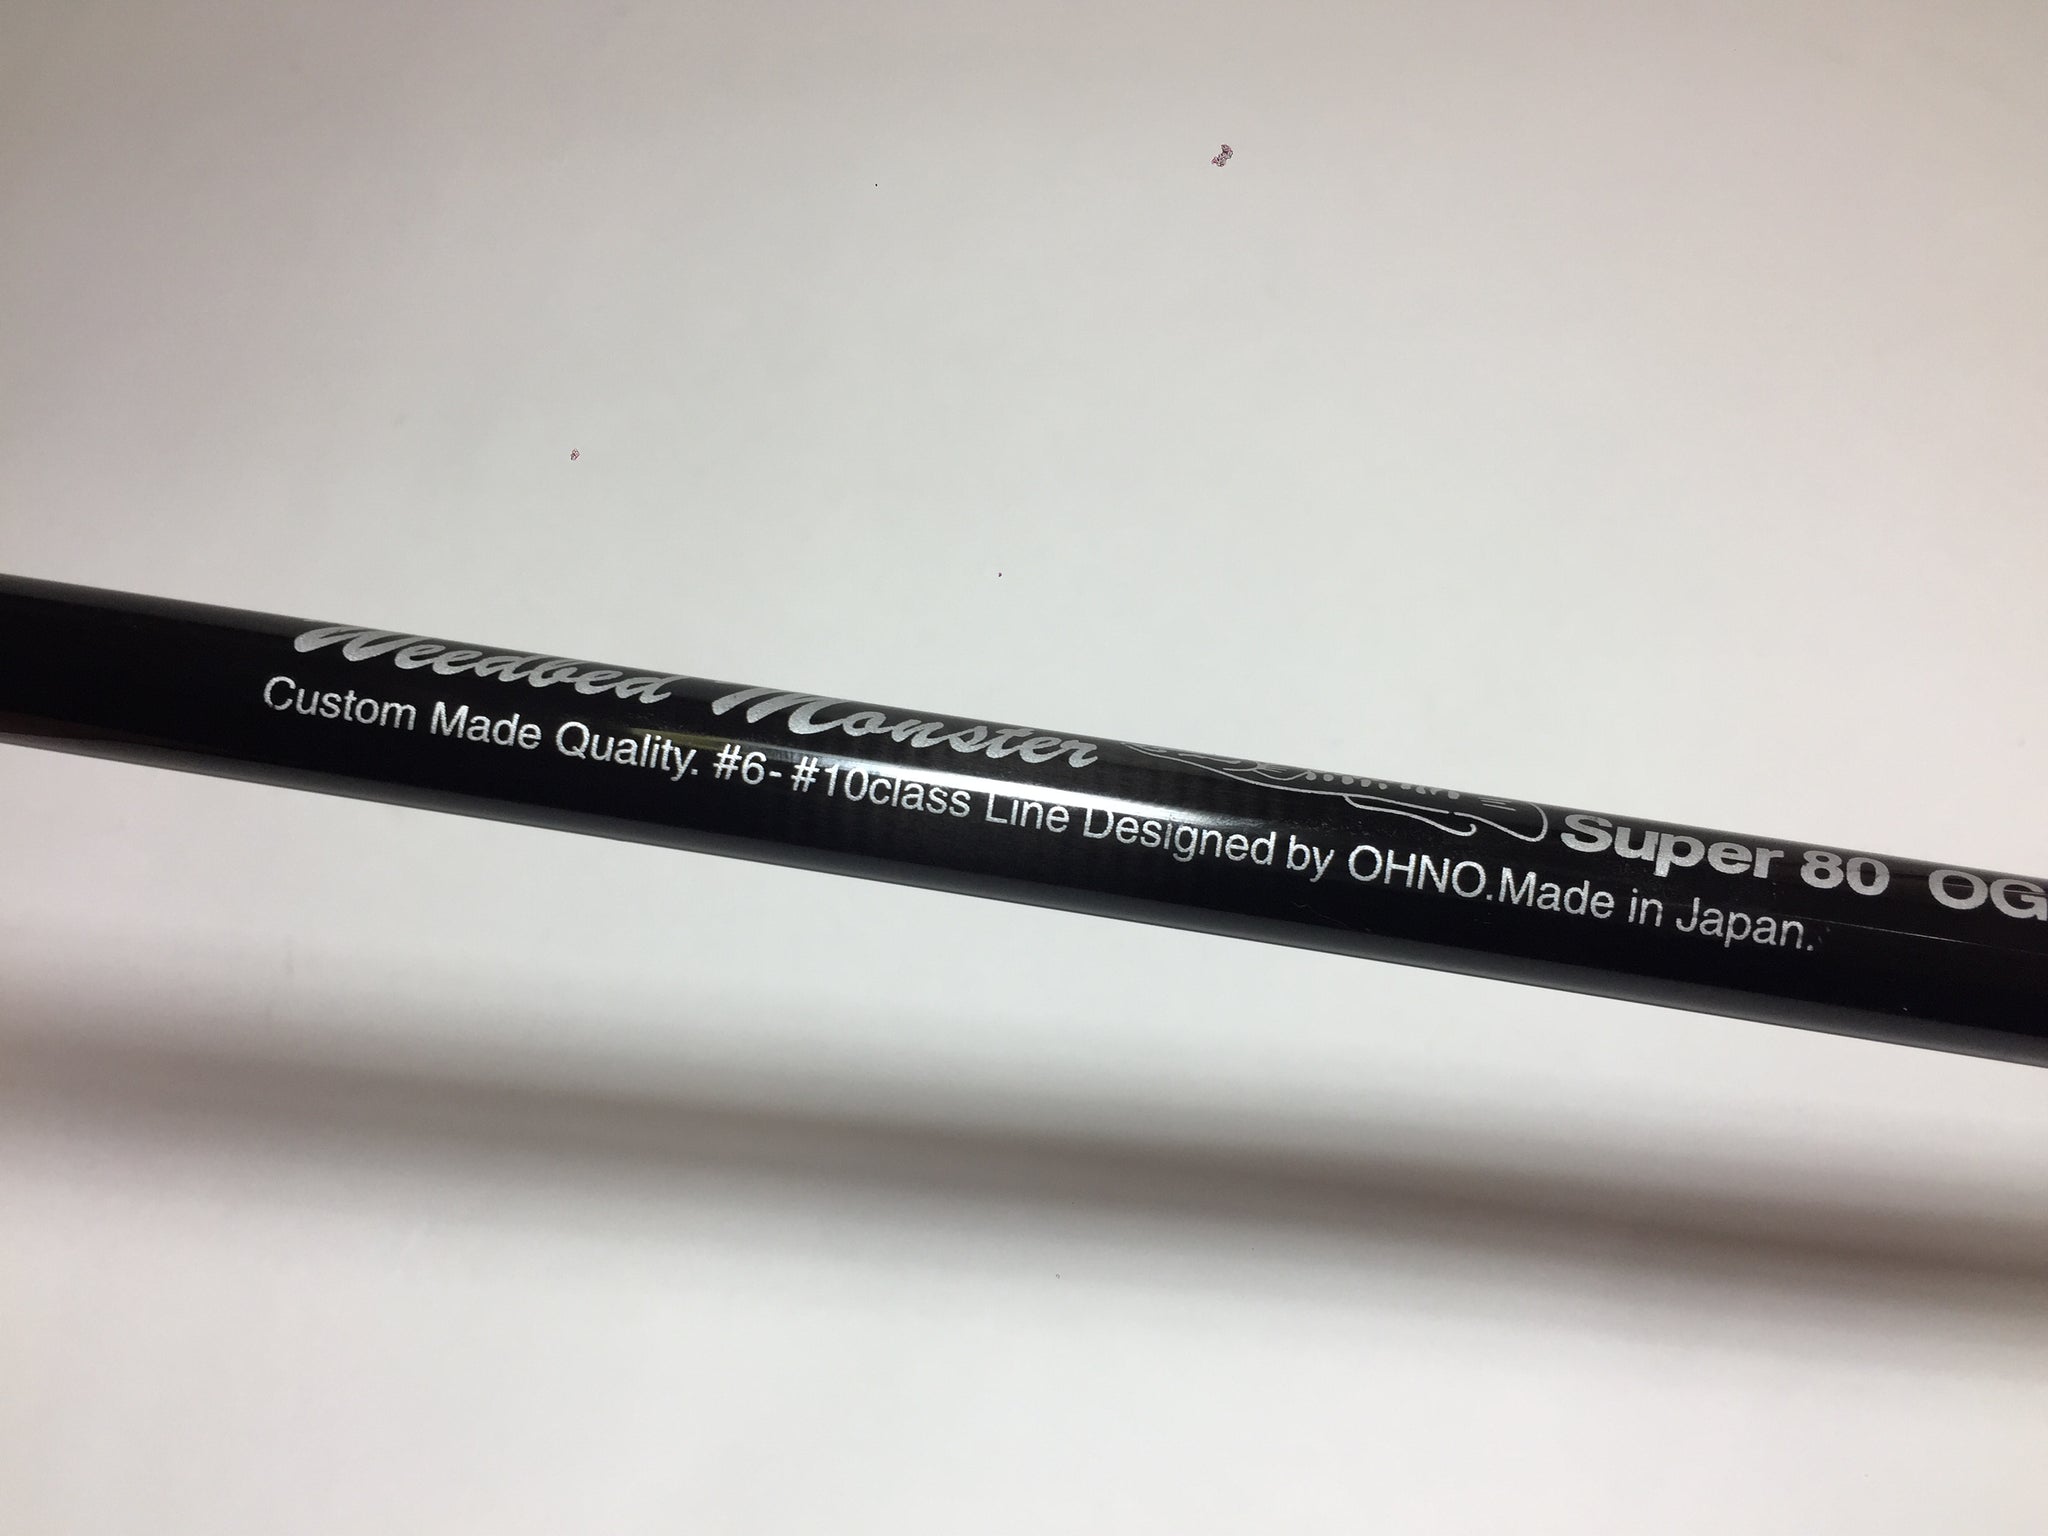 Weedbed Monster Super 80 OG
Custom Made Quality. #6-#10class Line Designed by OHNO.Made in Japan.